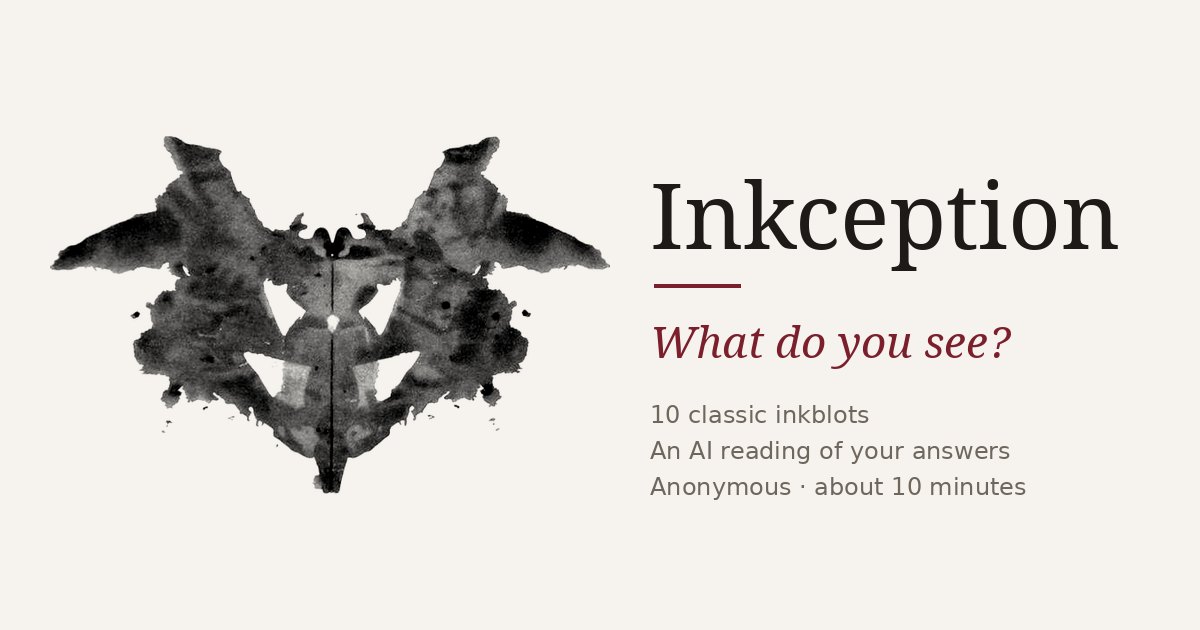 Inkception
What do you see?
10 classic inkblots
An AI reading of your answers
Anonymous · about 10 minutes